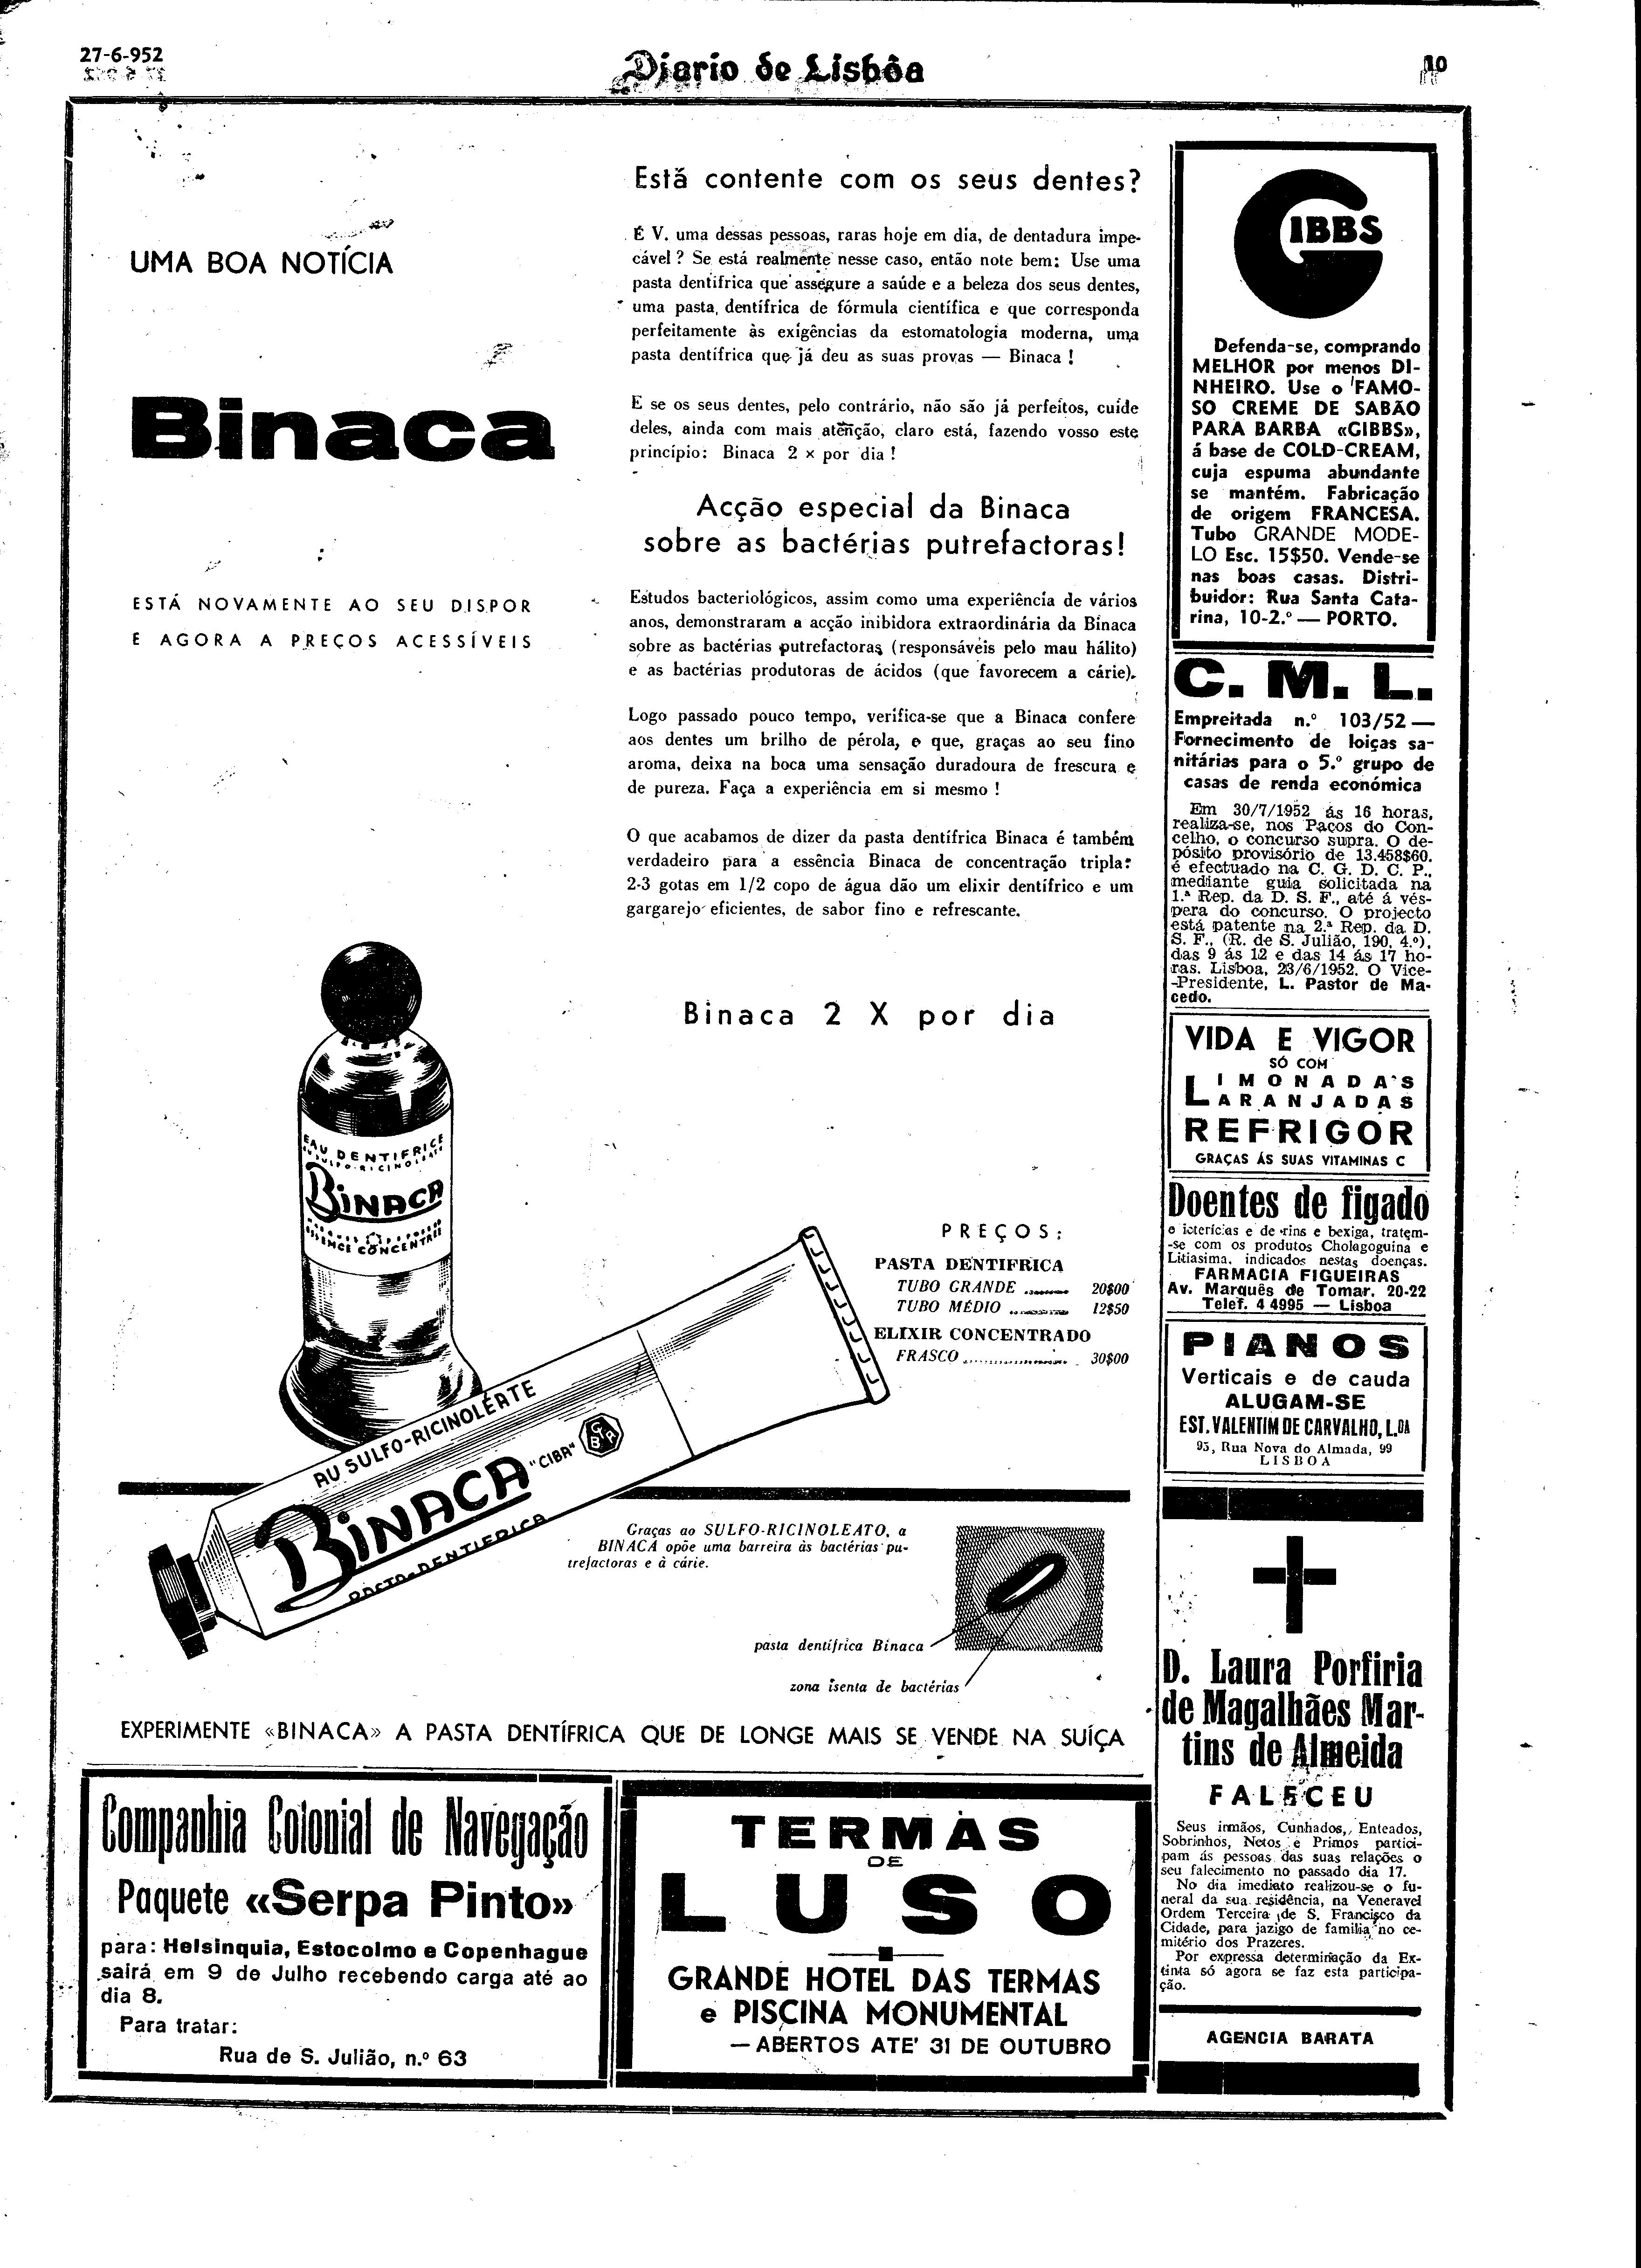 27-6-952
Diario de Lisbôa
10
UMA BOA NOTÍCIA
Binaca
ESTÁ NOVAMENTE AO SEU DISPOR
E AGORA A PREÇOS ACESSÍVEIS
Está contente com os seus dentes?
É V. uma dessas pessoas, raras hoje em dia, de dentadura impe-
cável? Se está realmente nesse caso, então note bem: Use uma
pasta dentífrica que assegure a saúde e a beleza dos seus dentes,
uma pasta dentífrica de fórmula científica e que corresponda
perfeitamente às exigências da estomatologia moderna, uma
pasta dentífrica que já deu as suas provas — Binaca !
E se os seus dentes, pelo contrário, não são já perfeitos, cuide
deles, ainda com mais atenção, claro está, fazendo vosso este
princípio: Binaca 2 × por dia !
Acção especial da Binaca
sobre as bactérias putrefactoras!
Estudos bacteriológicos, assim como uma experiência de vários
anos, demonstraram a acção inibidora extraordinária da Binaca
sobre as bactérias putrefactoras (responsáveis pelo mau hálito)
e as bactérias produtoras de ácidos (que favorecem a cárie).
Logo passado pouco tempo, verifica-se que a Binaca confere
aos dentes um brilho de pérola, e que, graças ao seu fino
aroma, deixa na boca uma sensação duradoura de frescura e
de pureza. Faça a experiência em si mesmo !
O que acabamos de dizer da pasta dentífrica Binaca é também
verdadeiro para a essência Binaca de concentração tripla:
2-3 gotas em 1/2 copo de água dão um elixir dentífrico e um
gargarejo eficientes, de sabor fino e refrescante.
Binaca 2 X por dia
EAU DENTIFRICE
AU SULFO-RICINOLEATE
BINACA
ESSENCE CONCENTRÉE
PREÇOS:
PASTA DENTIFRICA
TUBO GRANDE ........ 20$00
TUBO MÉDIO ........ 12$50
ELIXIR CONCENTRADO
FRASCO ........ 30$00
AU SULFO-RICINOLÉATE
BINACA "CIBA"
CIBA
PASTA-DENTIFRICA
Graças ao SULFO-RICINOLEATO, a
BINACA opõe uma barreira às bactérias pu-
trefactoras e à cárie.
pasta dentífrica Binaca
zona isenta de bactérias
EXPERIMENTE «BINACA» A PASTA DENTÍFRICA QUE DE LONGE MAIS SE VENDE NA SUÍÇA
GIBBS
Defenda-se, comprando
MELHOR por menos DI-
NHEIRO. Use o FAMO-
SO CREME DE SABÃO
PARA BARBA «GIBBS»,
á base de COLD-CREAM,
cuja espuma abundante
se mantém. Fabricação
de origem FRANCESA.
Tubo GRANDE MODE-
LO Esc. 15$50. Vende-se
nas boas casas. Distri-
buidor: Rua Santa Cata-
rina, 10-2.º — PORTO.
C. M. L.
Empreitada n.º 103/52 —
Fornecimento de loiças sa-
nitárias para o 5.º grupo de
casas de renda económica
Em 30/7/1952 ás 16 horas,
realiza-se, nos Paços do Con-
celho, o concurso supra. O de-
pósito provisório de 13.458$60.
é efectuado na C. G. D. C. P.,
mediante guia solicitada na
1.ª Rep. da D. S. F., até á vés-
pera do concurso. O projecto
está patente na 2.ª Rep. da D.
S. F., (R. de S. Julião, 190, 4.º),
das 9 ás 12 e das 14 ás 17 ho-
ras. Lisboa, 23/6/1952. O Vice-
-Presidente, L. Pastor de Ma-
cedo.
VIDA E VIGOR
SÓ COM
LIMONADAS
LARANJADAS
REFRIGOR
GRAÇAS ÁS SUAS VITAMINAS C
Doentes de figado
e icterícias e de rins e bexiga, tratem-
-se com os produtos Cholagoguina e
Litiasima, indicados nestas doenças.
FARMACIA FIGUEIRAS
Av. Marquês de Tomar. 20-22
Telef. 4 4995 — Lisboa
PIANOS
Verticais e de cauda
ALUGAM-SE
EST. VALENTIM DE CARVALHO, L.DA
95, Rua Nova do Almada, 99
LISBOA
D. Laura Porfiria
de Magalhães Mar-
tins de Almeida
FALECEU
Seus irmãos, Cunhados, Enteados,
Sobrinhos, Netos e Primos partici-
pam ás pessoas das suas relações o
seu falecimento no passado dia 17.
No dia imediato realizou-se o fu-
neral da sua residência, na Veneravel
Ordem Terceira de S. Francisco da
Cidade, para jazigo de familia no ce-
mitério dos Prazeres.
Por expressa determinação da Ex-
tinta só agora se faz esta participa-
ção.
AGENCIA BARATA
Companhia Colonial de Navegação
Paquete «Serpa Pinto»
para: Helsinquia, Estocolmo e Copenhague
sairá em 9 de Julho recebendo carga até ao
dia 8.
Para tratar:
Rua de S. Julião, n.º 63
TERMAS
DE
LUSO
GRANDE HOTEL DAS TERMAS
e PISCINA MONUMENTAL
— ABERTOS ATE' 31 DE OUTUBRO